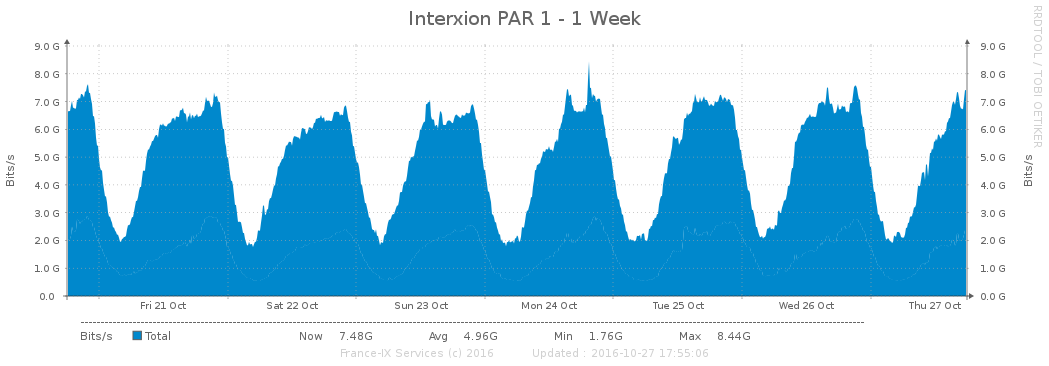 Interxion PAR 1 - 1 Week
RRDTOOL / TOBI OETIKER
Bits/s
9.0 G 9.0 G
8.0 G 8.0 G
7.0 G 7.0 G
6.0 G 6.0 G
5.0 G 5.0 G
4.0 G 4.0 G
3.0 G 3.0 G
2.0 G 2.0 G
1.0 G 1.0 G
0.0 0.0 G
Bits/s
Fri 21 Oct Sat 22 Oct Sun 23 Oct Mon 24 Oct Tue 25 Oct Wed 26 Oct Thu 27 Oct
Bits/s Total Now 7.48G Avg 4.96G Min 1.76G Max 8.44G
France-IX Services (c) 2016 Updated : 2016-10-27 17:55:06